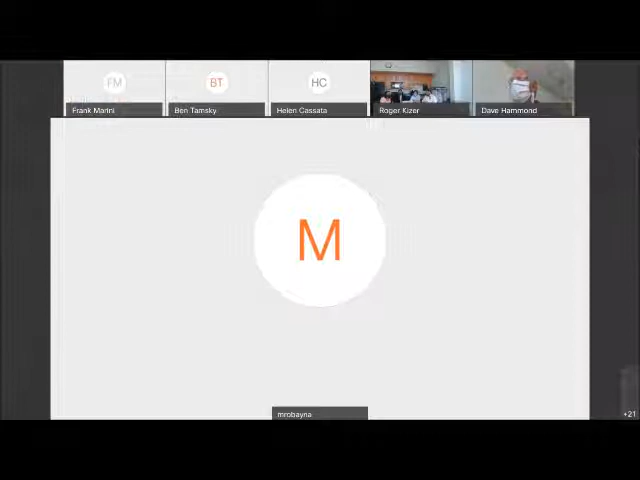 FM
BT
HC
Frank Marini
Ben Tamsky
Helen Cassata
Roger Kizer
Dave Hammond
M
mrobayna
+21